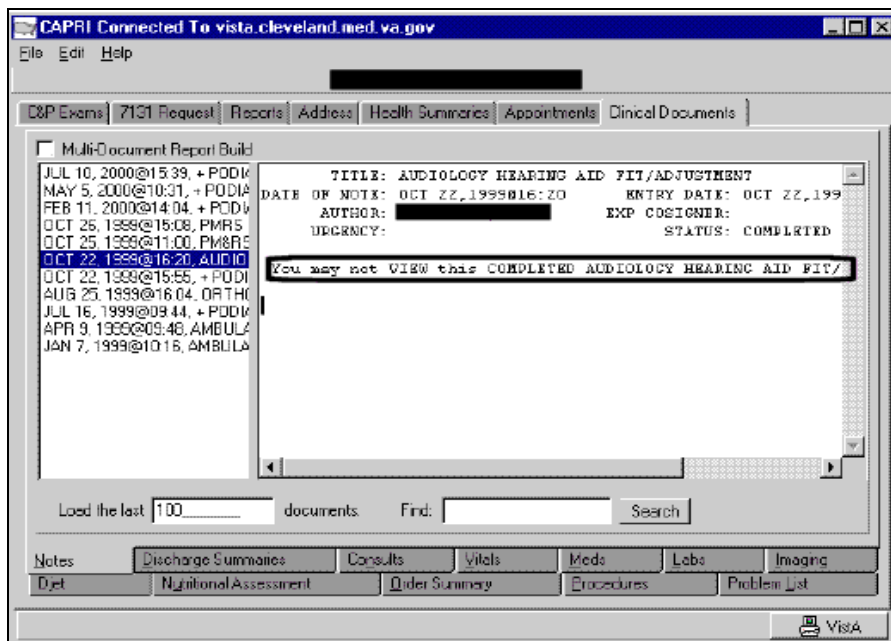 CAPRI Connected To vista.cleveland.med.va.gov
File Edit Help
C&P Exams 7131 Request Reports Address Health Summaries Appointments Clinical Documents
Multi-Document Report Build
JUL 10, 2000@15:39, + PODIA
MAY 5, 2000@10:31, + PODIA
FEB 11, 2000@14:04, + PODIA
OCT 26, 1999@15:08, PMRS
OCT 25, 1999@11:00, PM&RS
OCT 22, 1999@16:20, AUDIO
OCT 22, 1999@15:55, + PODI
AUG 25, 1999@16:04, ORTHO
JUL 16, 1999@09:44, + PODIA
APR 9, 1999@09:48, AMBULA
JAN 7, 1999@10:16, AMBULA
TITLE: AUDIOLOGY HEARING AID FIT/ADJUSTMENT
DATE OF NOTE: OCT 22,1999@16:20 ENTRY DATE: OCT 22,199
AUTHOR: EXP COSIGNER:
URGENCY: STATUS: COMPLETED
You may not VIEW this COMPLETED AUDIOLOGY HEARING AID FIT/
Load the last 100 documents. Find: Search
Notes Discharge Summaries Consults Vitals Meds Labs Imaging
Diet Nutritional Assessment Order Summary Procedures Problem List
VistA